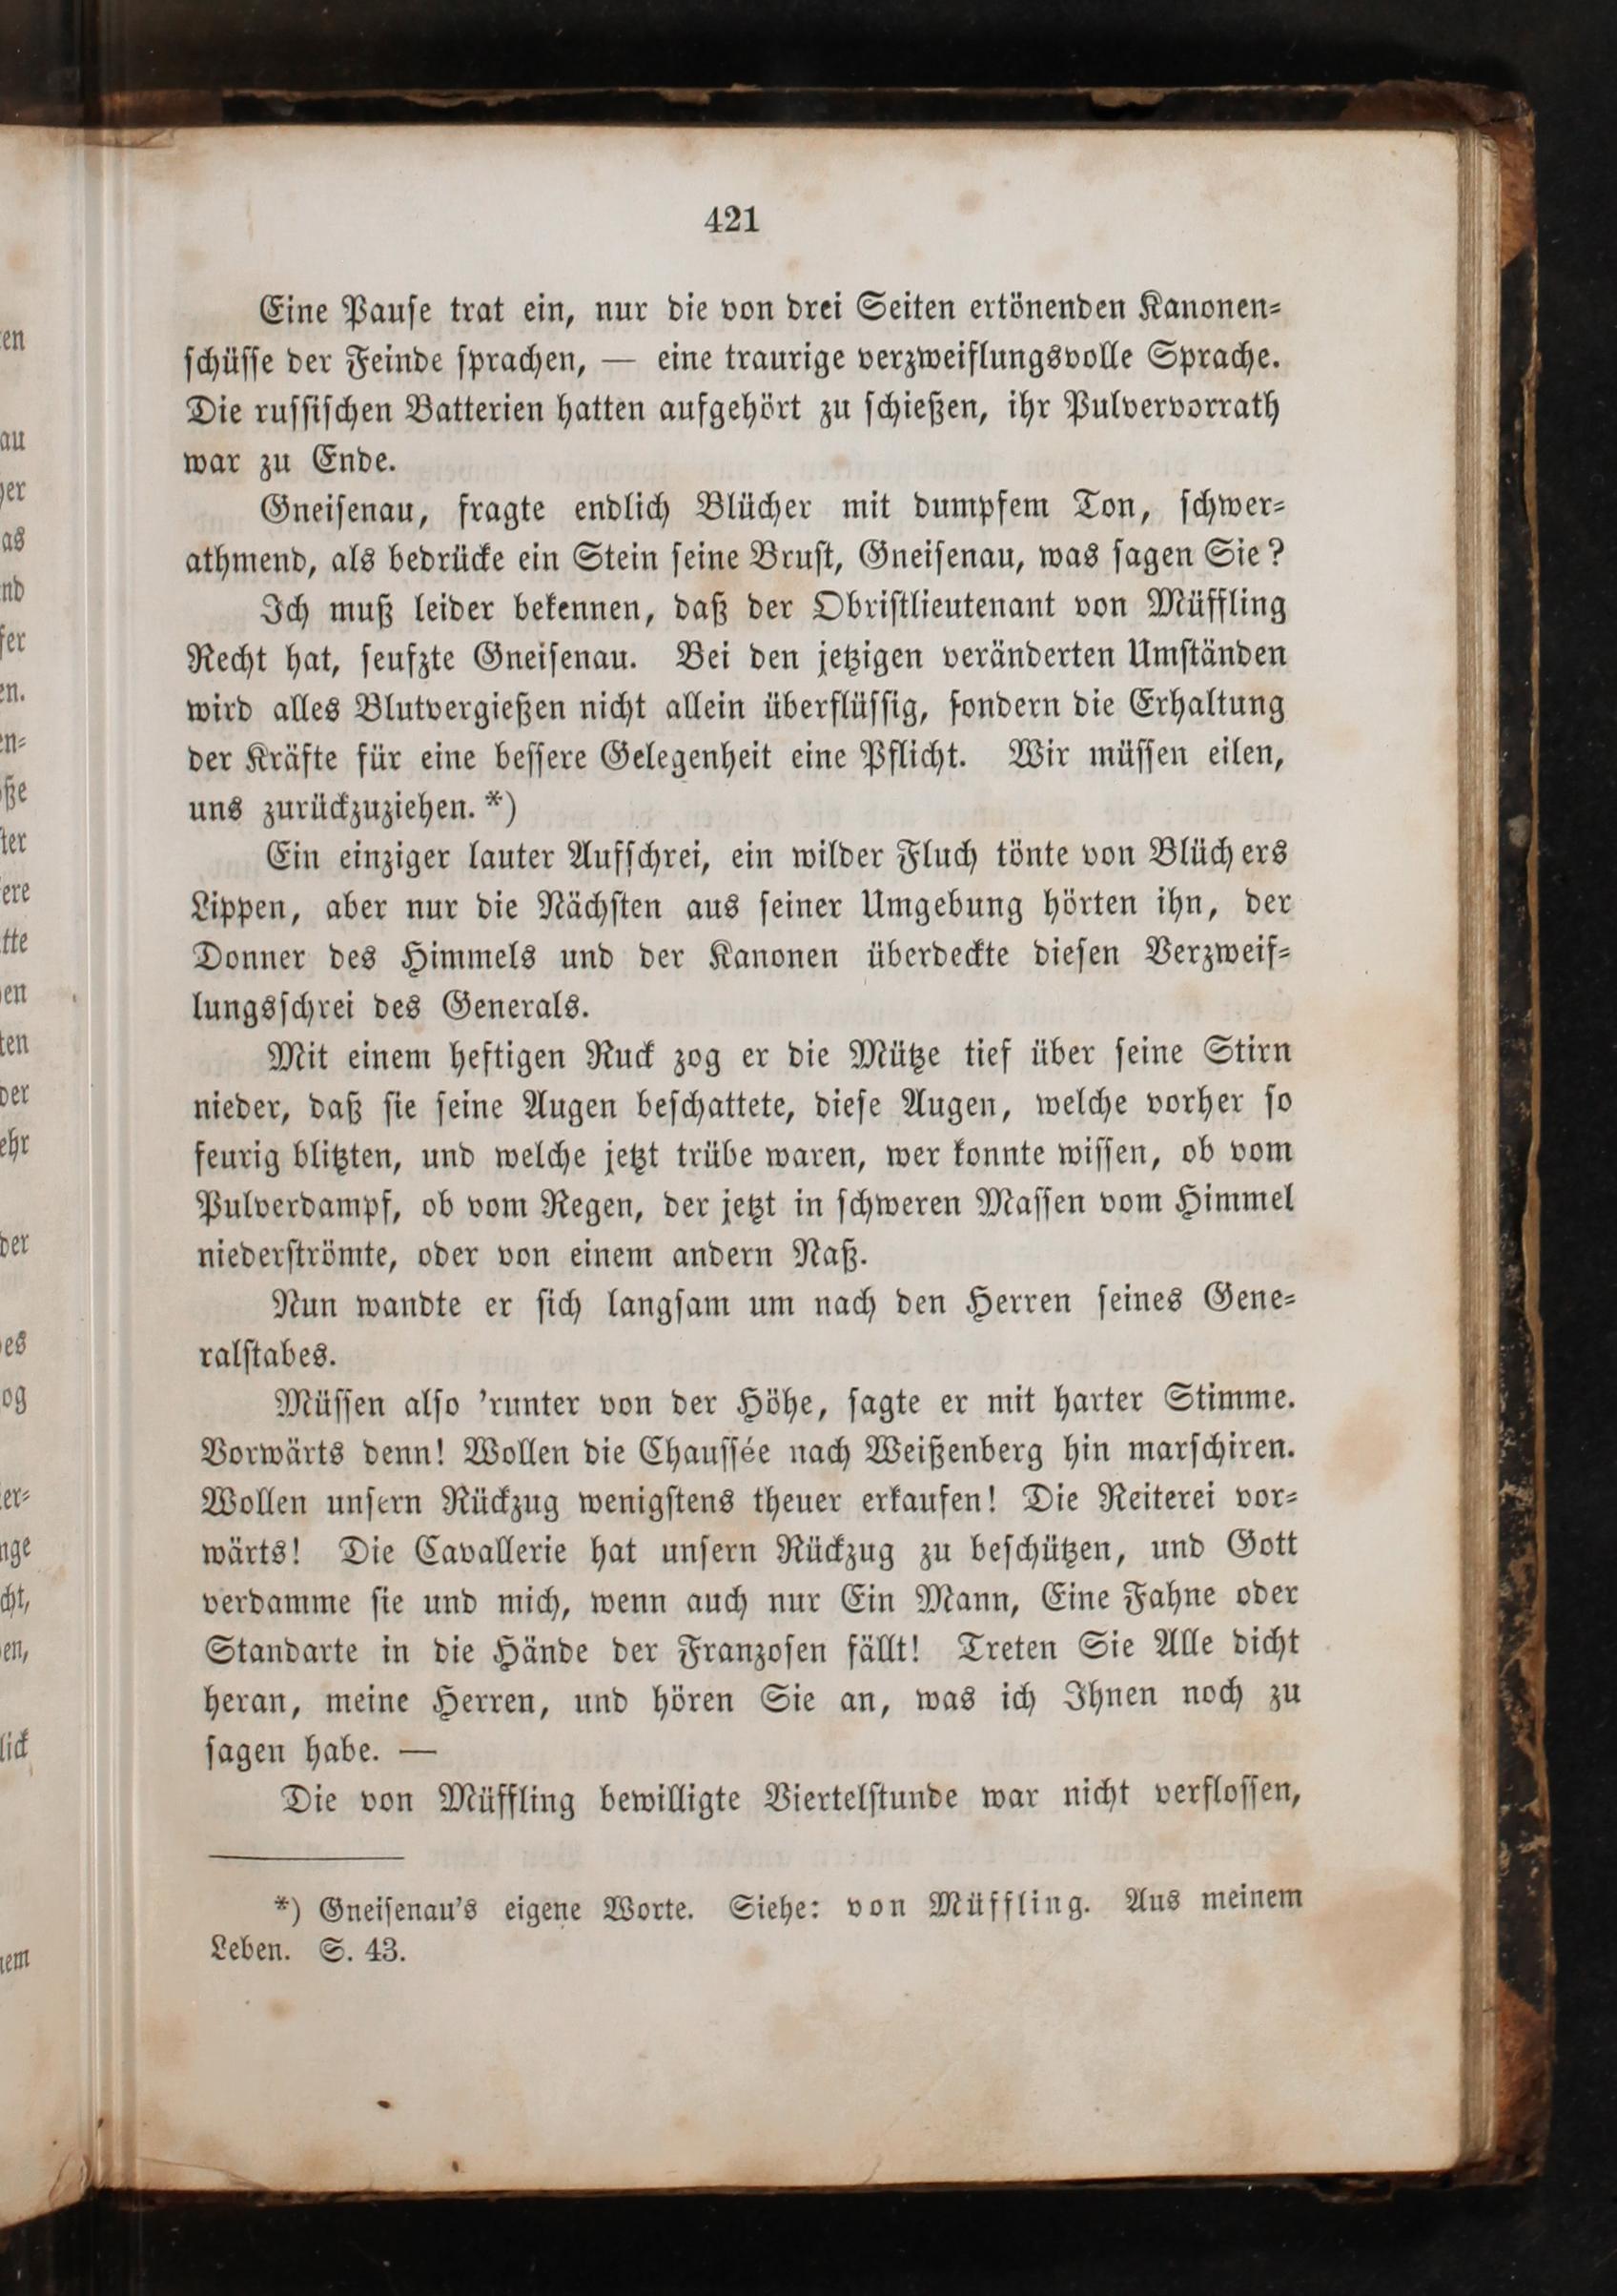 421
Eine Pauſe trat ein, nur die von drei Seiten ertönenden Kanonen⸗
ſchüſſe der Feinde ſprachen, — eine traurige verzweiflungsvolle Sprache.
Die ruſſiſchen Batterien hatten aufgehört zu ſchießen, ihr Pulvervorrath
war zu Ende.
Gneiſenau, fragte endlich Blücher mit dumpfem Ton, ſchwer⸗
athmend, als bedrücke ein Stein ſeine Bruſt, Gneiſenau, was ſagen Sie?
Ich muß leider bekennen, daß der Obriſtlieutenant von Müffling
Recht hat, ſeufzte Gneiſenau. Bei den jetzigen veränderten Umſtänden
wird alles Blutvergießen nicht allein überflüſſig, ſondern die Erhaltung
der Kräfte für eine beſſere Gelegenheit eine Pflicht. Wir müſſen eilen,
uns zurückzuziehen. *)
Ein einziger lauter Aufſchrei, ein wilder Fluch tönte von Blüchers
Lippen, aber nur die Nächſten aus ſeiner Umgebung hörten ihn, der
Donner des Himmels und der Kanonen überdeckte dieſen Verzweif⸗
lungsſchrei des Generals.
Mit einem heftigen Ruck zog er die Mütze tief über ſeine Stirn
nieder, daß ſie ſeine Augen beſchattete, dieſe Augen, welche vorher ſo
feurig blitzten, und welche jetzt trübe waren, wer konnte wiſſen, ob vom
Pulverdampf, ob vom Regen, der jetzt in ſchweren Maſſen vom Himmel
niederſtrömte, oder von einem andern Naß.
Nun wandte er ſich langſam um nach den Herren ſeines Gene⸗
ralſtabes.
Müſſen alſo ’runter von der Höhe, ſagte er mit harter Stimme.
Vorwärts denn! Wollen die Chauſſée nach Weißenberg hin marſchiren.
Wollen unſern Rückzug wenigſtens theuer erkaufen! Die Reiterei vor⸗
wärts! Die Cavallerie hat unſern Rückzug zu beſchützen, und Gott
verdamme ſie und mich, wenn auch nur Ein Mann, Eine Fahne oder
Standarte in die Hände der Franzoſen fällt! Treten Sie Alle dicht
heran, meine Herren, und hören Sie an, was ich Ihnen noch zu
ſagen habe. —
Die von Müffling bewilligte Viertelſtunde war nicht verfloſſen,
*) Gneiſenau’s eigene Worte. Siehe: von Müffling. Aus meinem
Leben. S. 43.